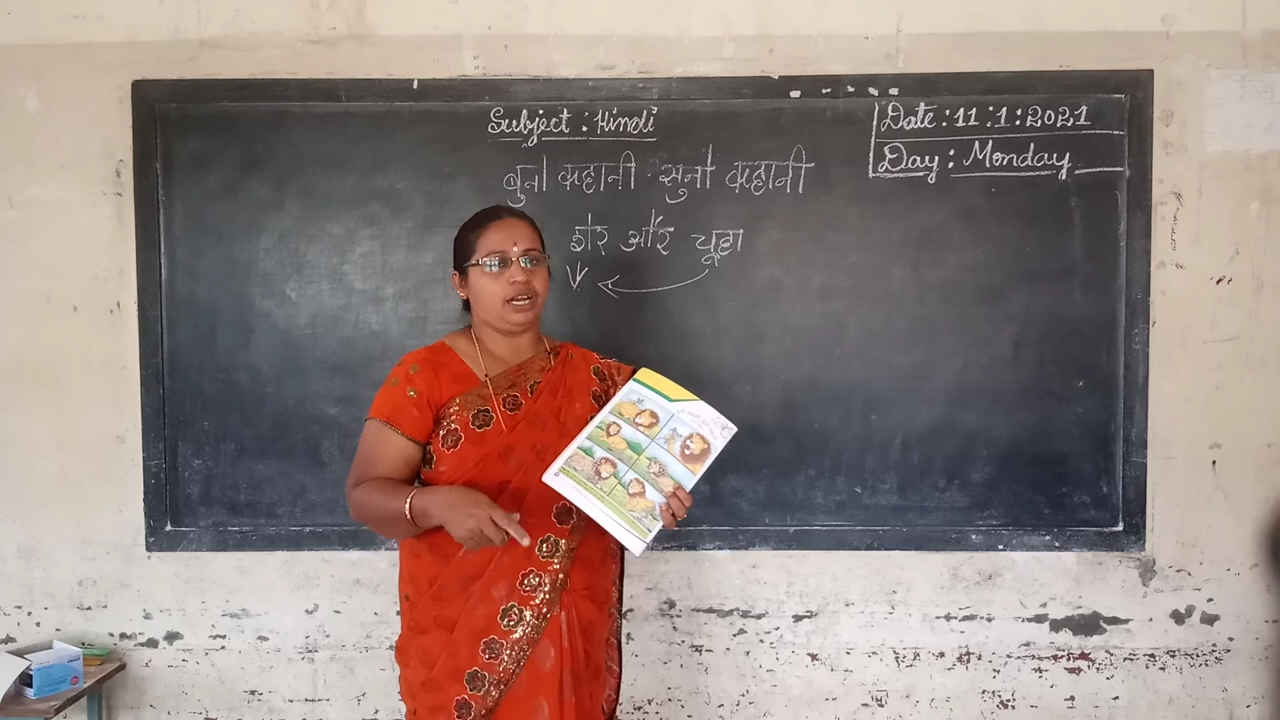 Subject : Hindi
Date : 11 : 1 : 2021
Day : Monday
बुनो कहानी सुनो कहानी
शेर और चूहा